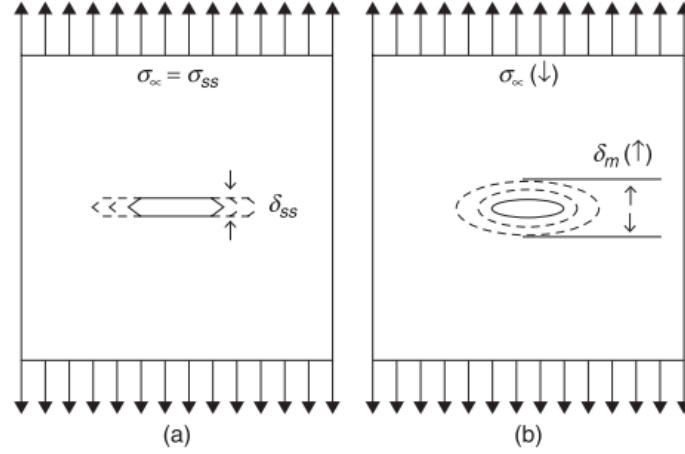 σ∝ = σss
δss
(a)
σ∝ (↓)
δm (↑)
(b)